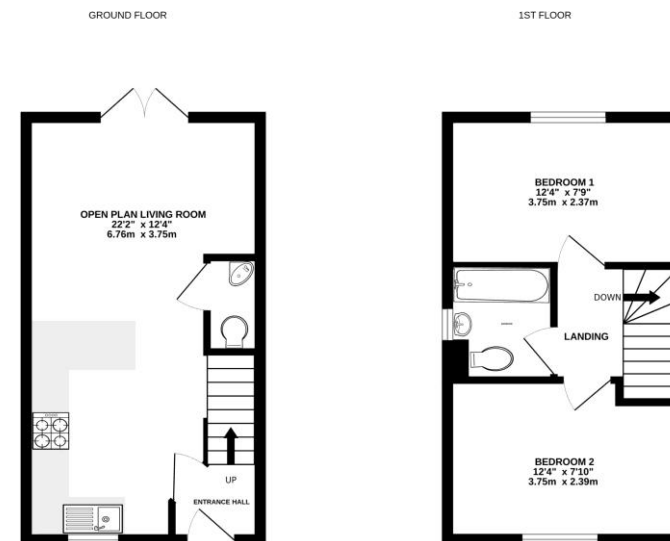 GROUND FLOOR
1ST FLOOR
OPEN PLAN LIVING ROOM
22'2" x 12'4"
6.76m x 3.75m
UP
ENTRANCE HALL
BEDROOM 1
12'4" x 7'9"
3.75m x 2.37m
DOWN
LANDING
BEDROOM 2
12'4" x 7'10"
3.75m x 2.39m